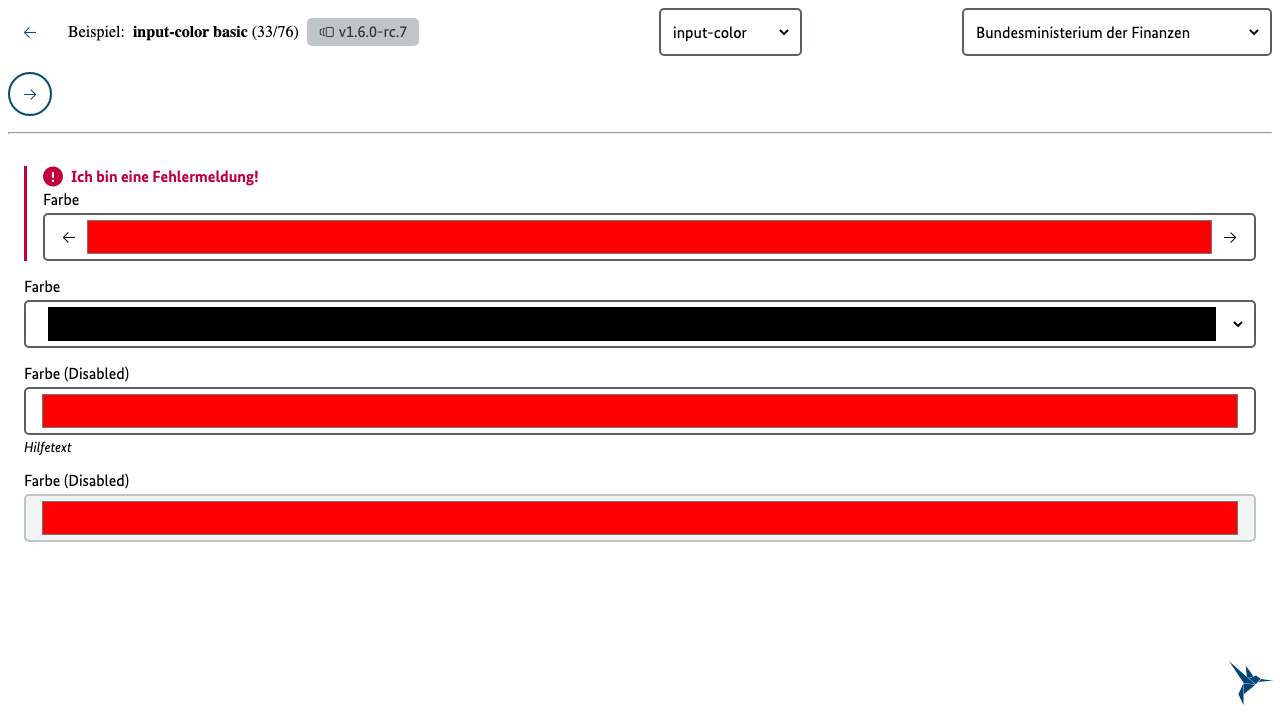 Beispiel: input-color basic (33/76) v1.6.0-rc.7 input-color Bundesministerium der Finanzen
Ich bin eine Fehlermeldung!
Farbe
Farbe
Farbe (Disabled)
Hilfetext
Farbe (Disabled)